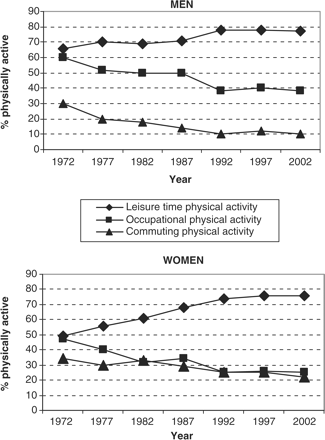 MEN
90
80
70
60
50
40
30
20
10
0
% physically active
1972 1977 1982 1987 1992 1997 2002
Year
Leisure time physical activity
Occupational physical activity
Commuting physical activity
WOMEN
90
80
70
60
50
40
30
20
10
0
% physically active
1972 1977 1982 1987 1992 1997 2002
Year